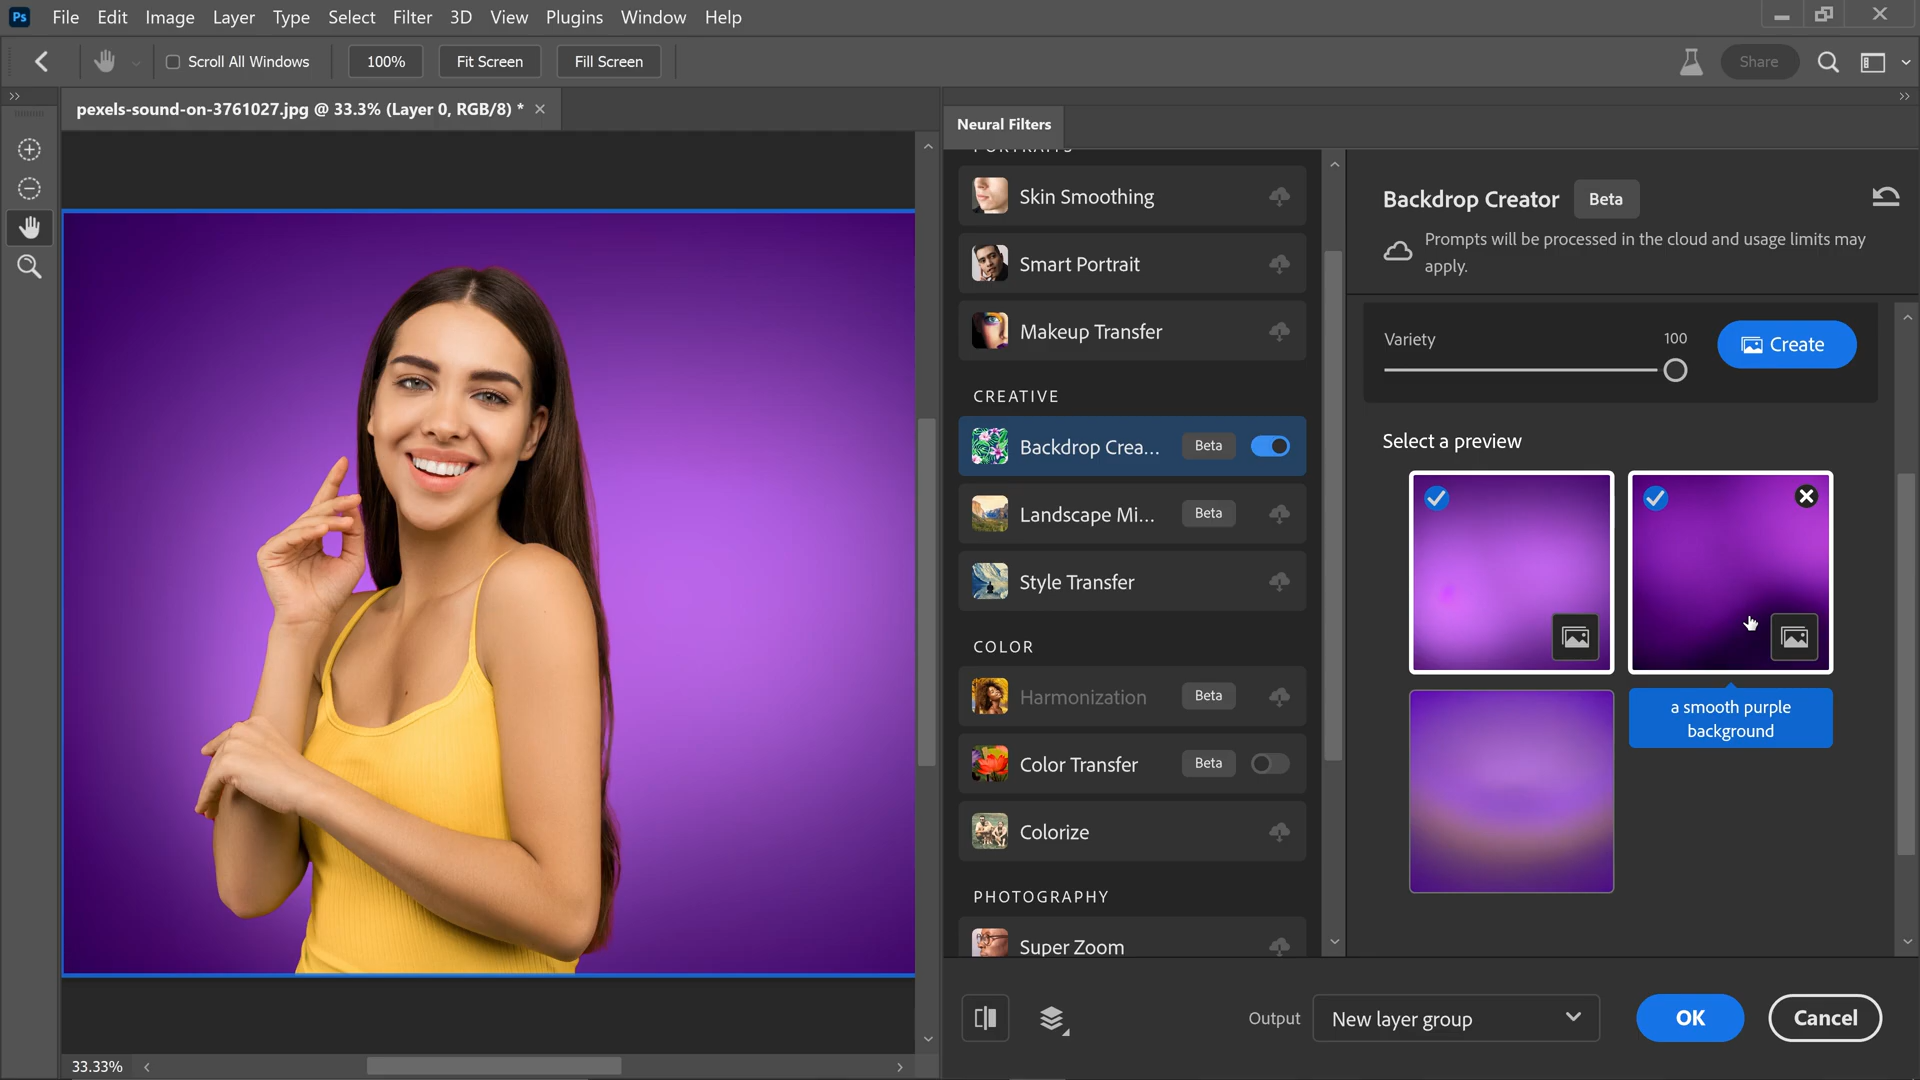 Ps File Edit Image Layer Type Select Filter 3D View Plugins Window Help
Scroll All Windows 100% Fit Screen Fill Screen Share
pexels-sound-on-3761027.jpg @ 33.3% (Layer 0, RGB/8) *
Neural Filters
PORTRAITS
Skin Smoothing
Smart Portrait
Makeup Transfer
CREATIVE
Backdrop Crea... Beta
Landscape Mi... Beta
Style Transfer
COLOR
Harmonization Beta
Color Transfer Beta
Colorize
PHOTOGRAPHY
Super Zoom
Backdrop Creator Beta
Prompts will be processed in the cloud and usage limits may
apply.
Variety 100
Create
Select a preview
a smooth purple
background
Output New layer group OK Cancel
33.33%